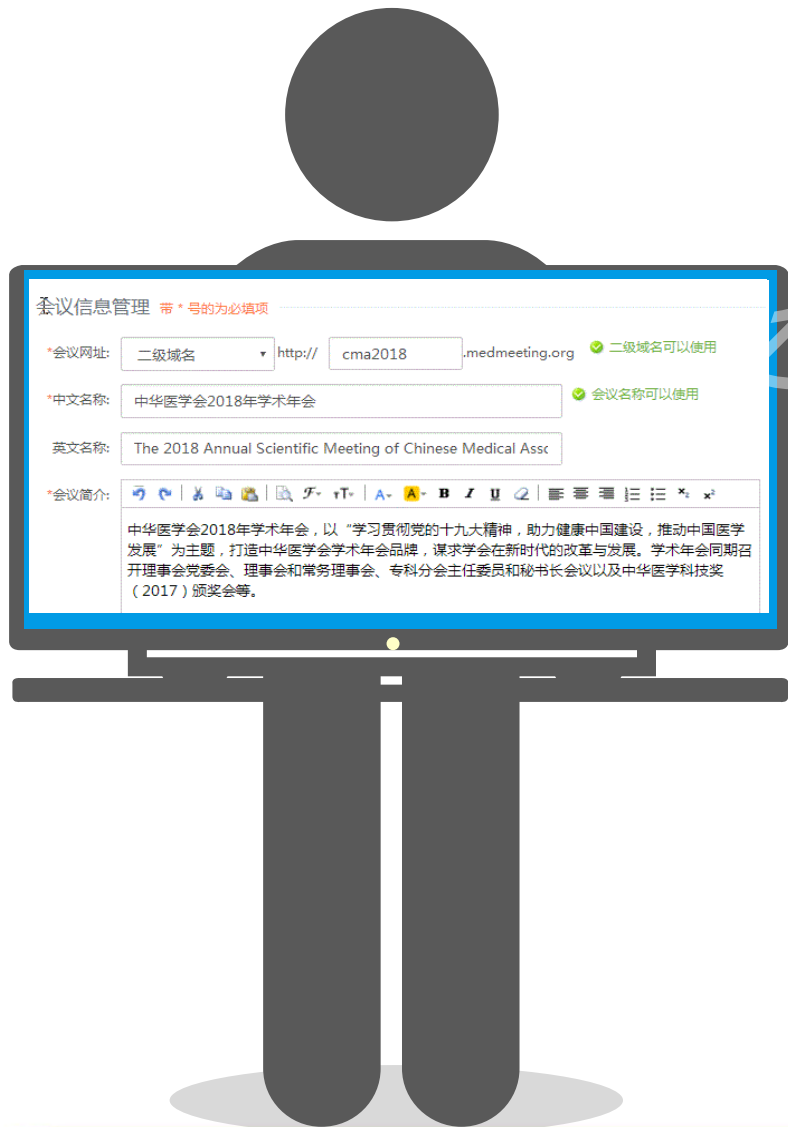 会议信息管理 带 * 号的为必填项
*会议网址: 二级域名 http:// cma2018 .medmeeting.org 二级域名可以使用
*中文名称: 中华医学会2018年学术年会 会议名称可以使用
英文名称: The 2018 Annual Scientific Meeting of Chinese Medical Assc
*会议简介:
中华医学会2018年学术年会，以“学习贯彻党的十九大精神，助力健康中国建设，推动中国医学
发展”为主题，打造中华医学会学术年会品牌，谋求学会在新时代的改革与发展。学术年会同期召
开理事会党委会、理事会和常务理事会、专科分会主任委员和秘书长会议以及中华医学科技奖
（2017）颁奖会等。